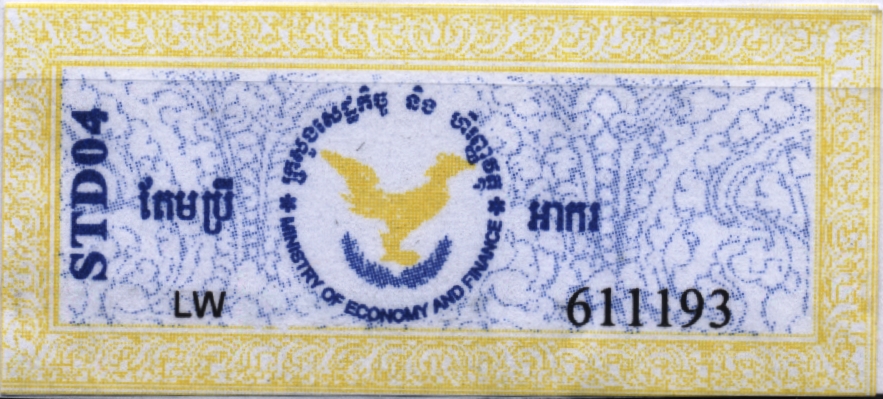 STD04
ក្រសួងសេដ្ឋកិច្ច និង ហិរញ្ញវត្ថុ
តែមប្រិ៍
អាករ
* MINISTRY OF ECONOMY AND FINANCE *
LW
611193